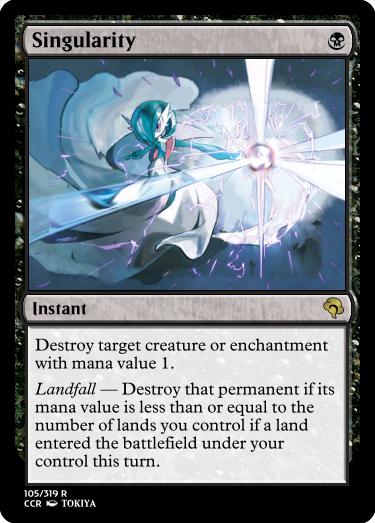 Singularity
Instant
Destroy target creature or enchantment
with mana value 1.
Landfall — Destroy that permanent if its
mana value is less than or equal to the
number of lands you control if a land
entered the battlefield under your
control this turn.
105/319 R
CCR TOKIYA